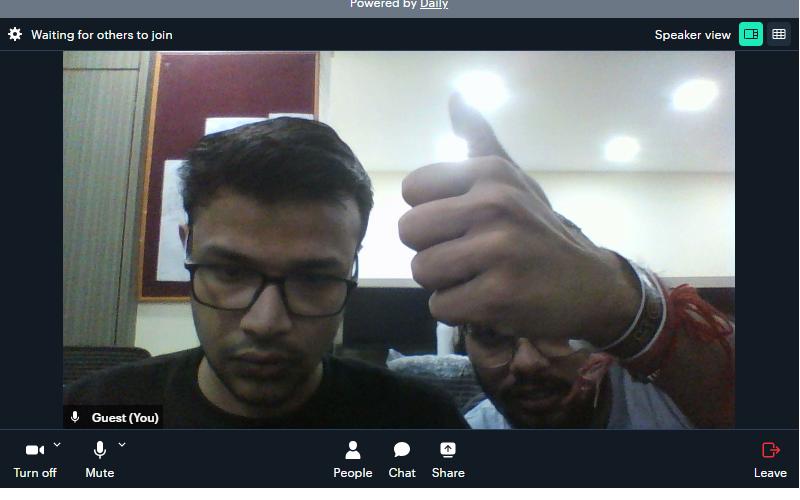 Powered by Daily
Waiting for others to join
Speaker view
Guest (You)
Turn off
Mute
People
Chat
Share
Leave